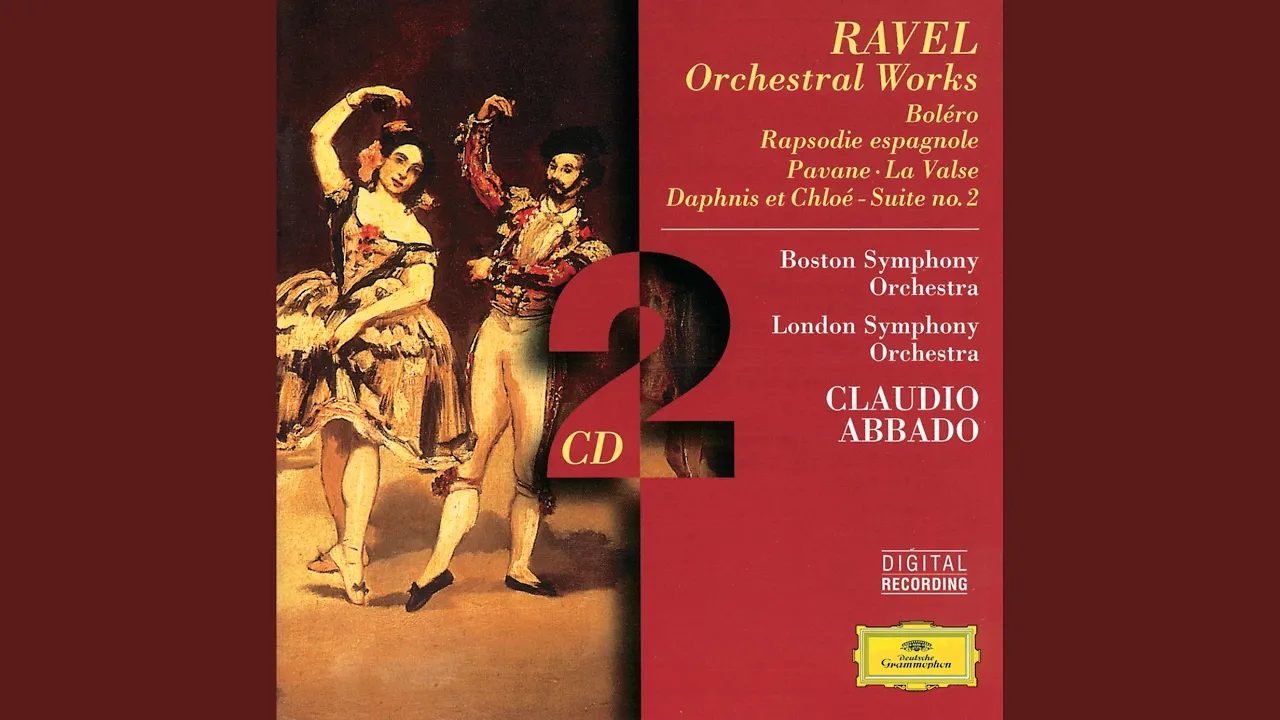 RAVEL
Orchestral Works
Boléro
Rapsodie espagnole
Pavane · La Valse
Daphnis et Chloé - Suite no. 2
Boston Symphony
Orchestra
London Symphony
Orchestra
CLAUDIO
ABBADO
2
CD
DIGITAL
RECORDING
Deutsche
Grammophon